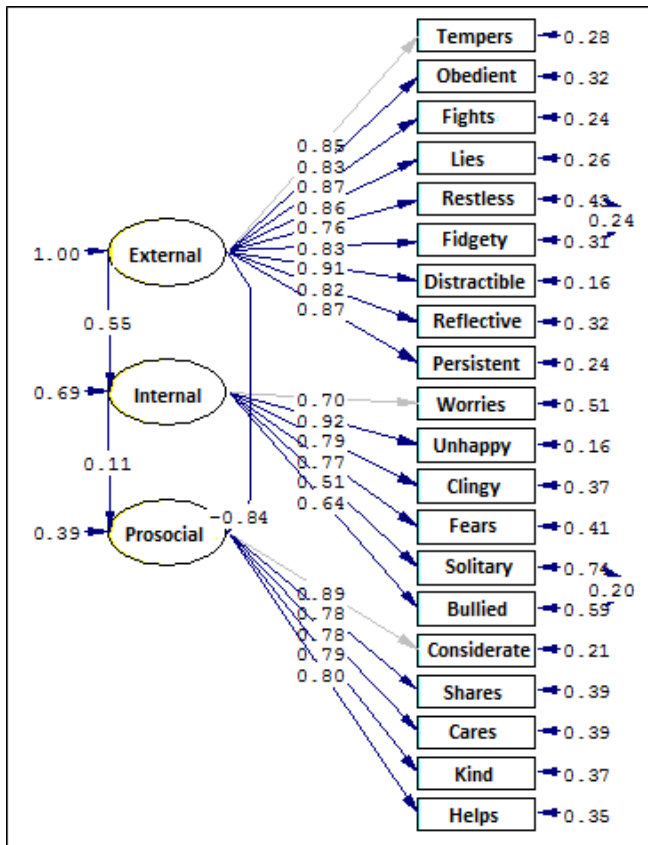 Tempers 0.28
Obedient 0.32
Fights 0.24
0.85
Lies 0.26
0.83
0.87
0.86
Restless 0.43
0.76
0.24
0.83
Fidgety 0.31
1.00 External
0.91
Distractible 0.16
0.82
0.87
Reflective 0.32
0.55
Persistent 0.24
0.69 Internal
0.70
Worries 0.51
0.92
0.79
Unhappy 0.16
0.77
0.11
0.51
Clingy 0.37
0.64
-0.84
Fears 0.41
0.39 Prosocial
Solitary 0.74
0.20
0.89
Bullied 0.59
0.78
0.78
Considerate 0.21
0.79
0.80
Shares 0.39
Cares 0.39
Kind 0.37
Helps 0.35